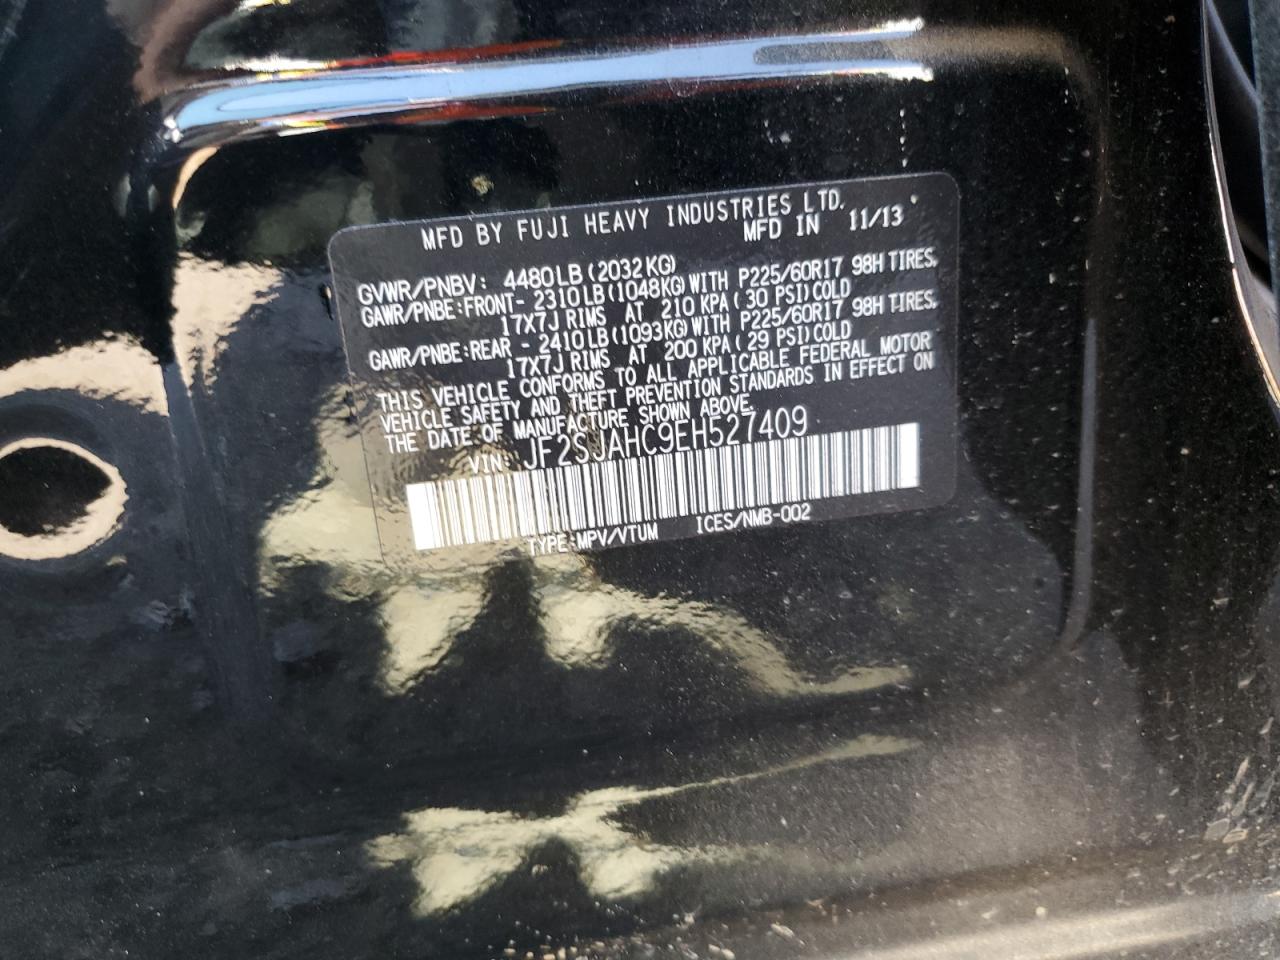 MFD BY FUJI HEAVY INDUSTRIES LTD.
MFD IN 11/13
GVWR/PNBV: 4480LB(2032KG)
GAWR/PNBE:FRONT- 2310LB(1048KG)WITH P225/60R17 98H TIRES,
17X7J RIMS AT 210 KPA(30 PSI)COLD
GAWR/PNBE:REAR - 2410LB(1093KG)WITH P225/60R17 98H TIRES,
17X7J RIMS AT 200 KPA(29 PSI)COLD
THIS VEHICLE CONFORMS TO ALL APPLICABLE FEDERAL MOTOR
VEHICLE SAFETY AND THEFT PREVENTION STANDARDS IN EFFECT ON
THE DATE OF MANUFACTURE SHOWN ABOVE.
VIN: JF2SJAHC9EH527409
TYPE:MPV/VTUM ICES/NMB-002